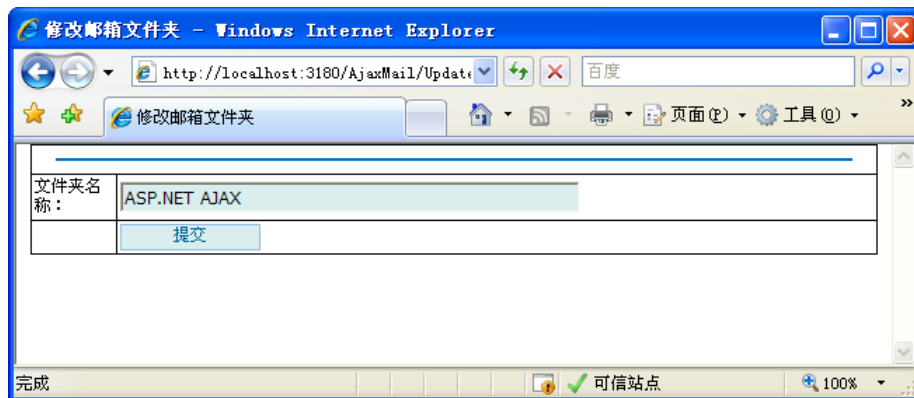 修改邮箱文件夹 - Windows Internet Explorer
http://localhost:3180/AjaxMail/Update
百度
修改邮箱文件夹
页面(P)
工具(O)
»
文件夹名
称：
ASP.NET AJAX
提交
完成
可信站点
100%